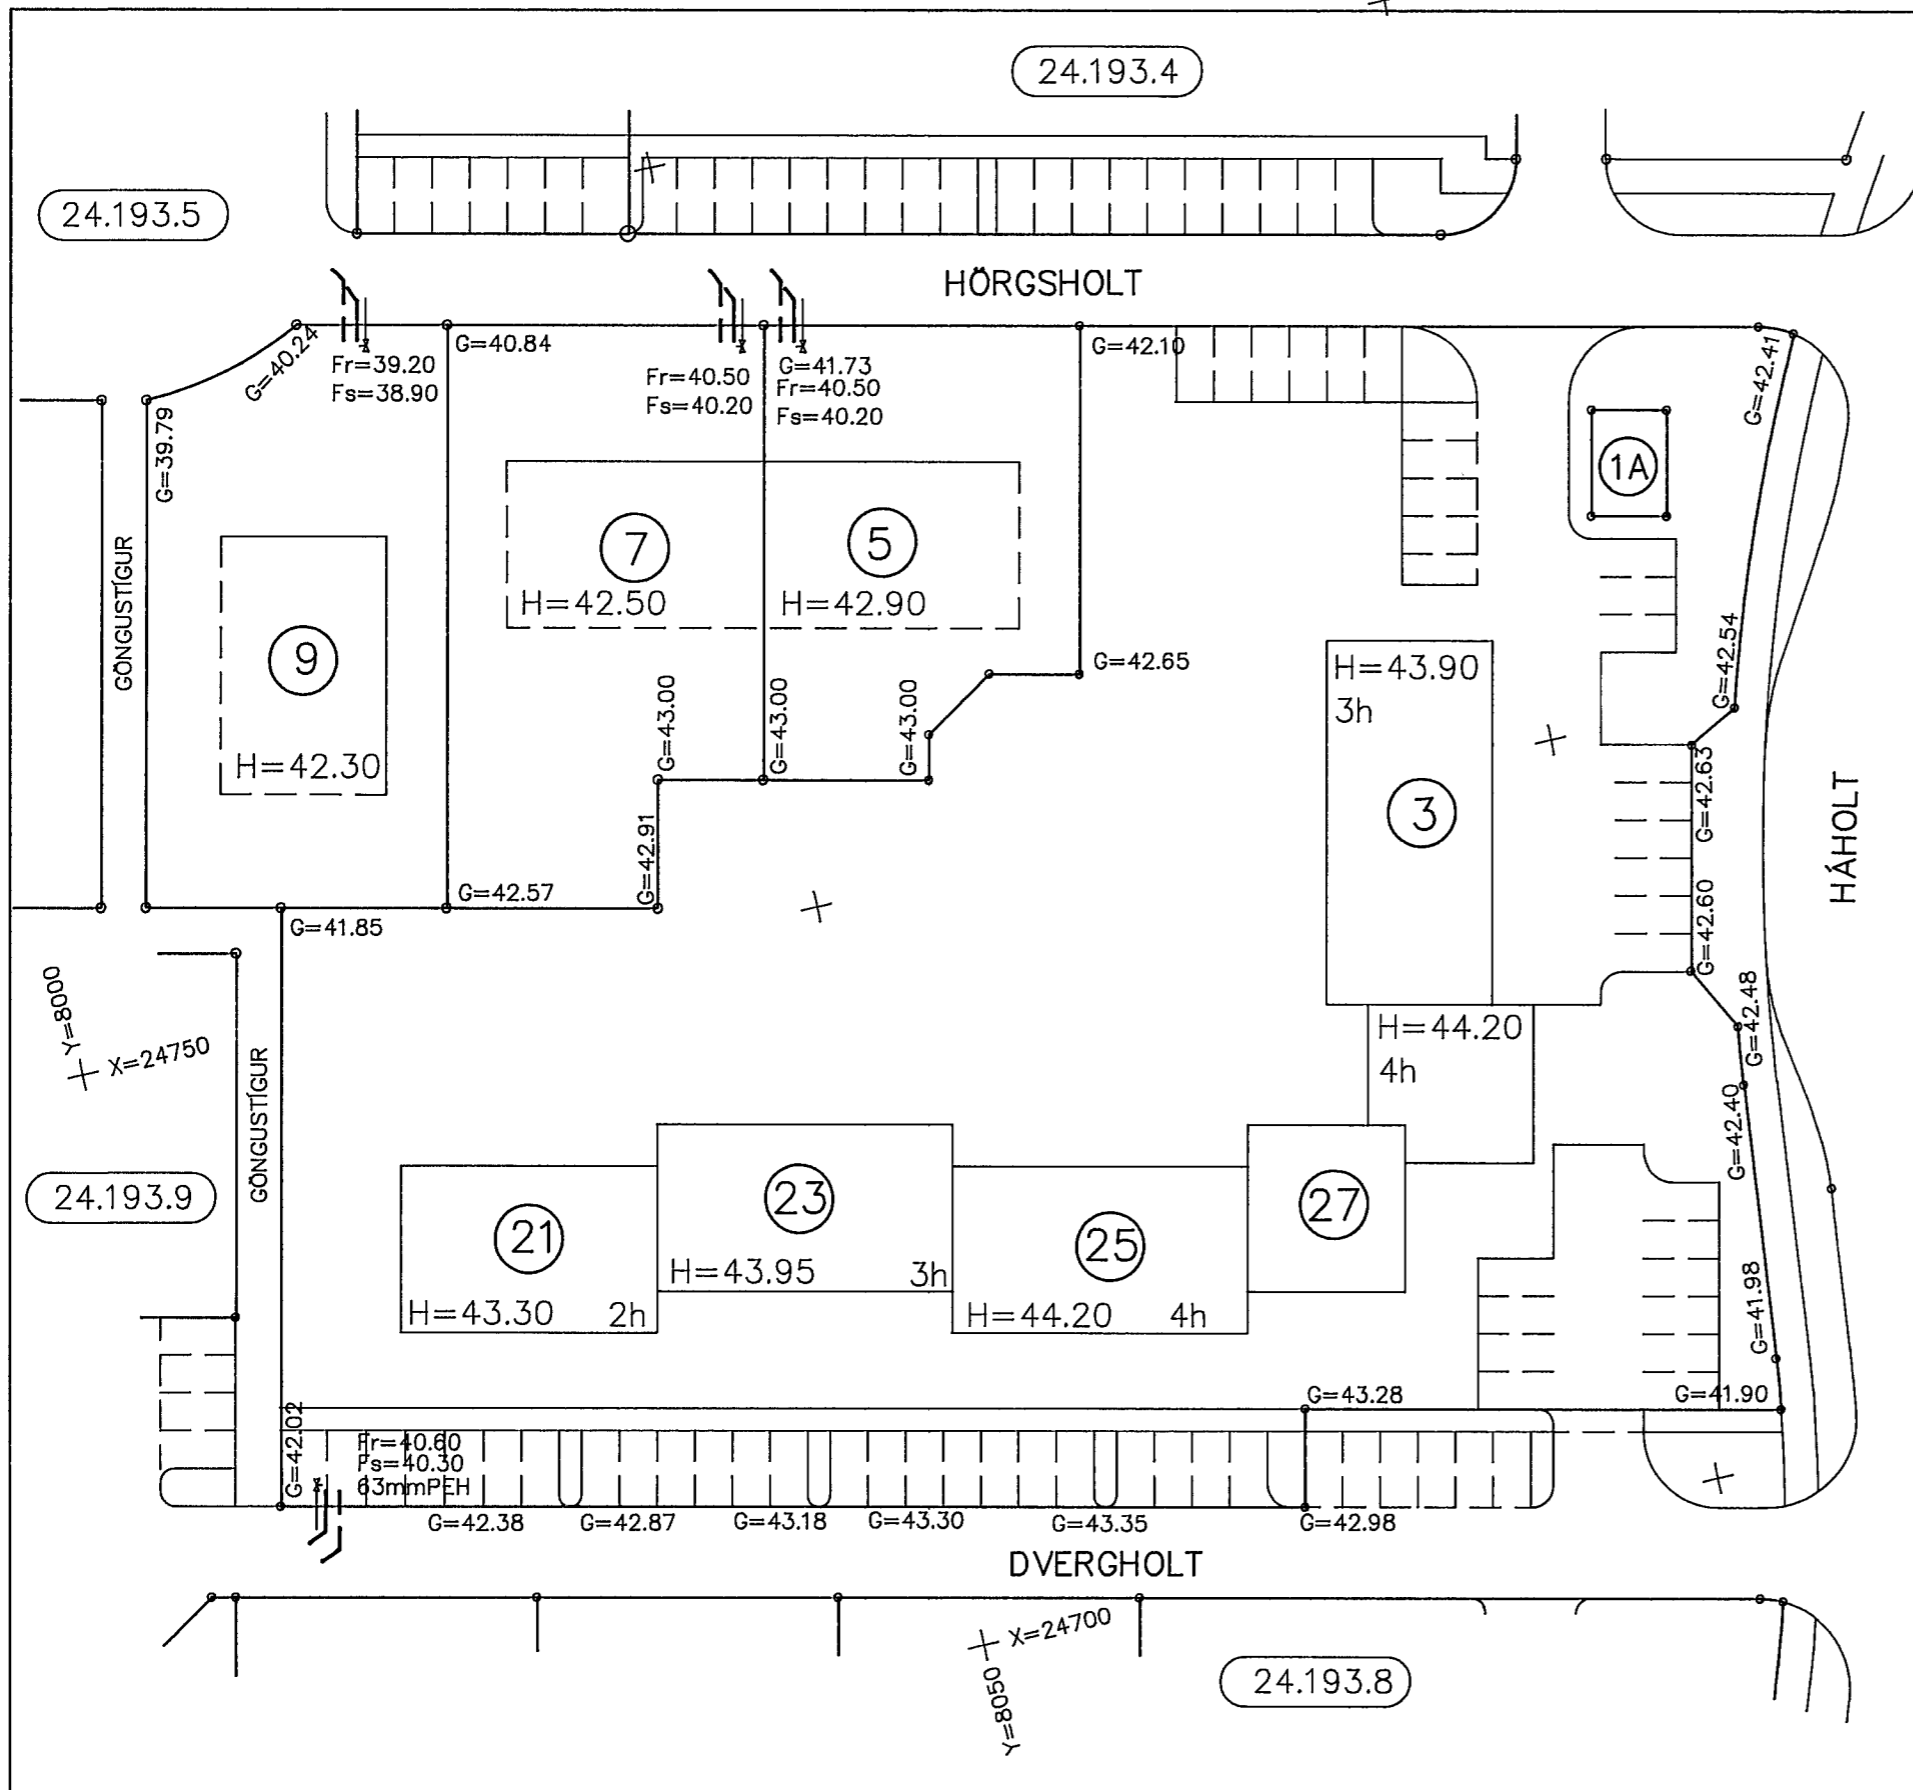 24.193.4
24.193.5
HÖRGSHOLT
G=40.24
Fr=39.20
Fs=38.90
G=40.84
Fr=40.50
Fs=40.20
G=41.73
Fr=40.50
Fs=40.20
G=42.10
G=42.41
G=39.79
1A
7
H=42.50
5
H=42.90
GÖNGUSTÍGUR
9
H=42.30
G=43.00
G=43.00
G=43.00
G=42.65
H=43.90
3h
G=42.54
3
G=42.63
HÁHOLT
G=42.91
G=42.57
G=41.85
G=42.60
Y=8000
X=24750
GÖNGUSTÍGUR
H=44.20
4h
G=42.48
G=42.40
24.193.9
21
H=43.30 2h
23
H=43.95 3h
25
H=44.20 4h
27
G=41.98
G=43.28
G=41.90
G=42.02
Fr=40.60
Fs=40.30
63mmPEH
G=42.38
G=42.87
G=43.18
G=43.30
G=43.35
G=42.98
DVERGHOLT
X=24700
Y=8050
24.193.8